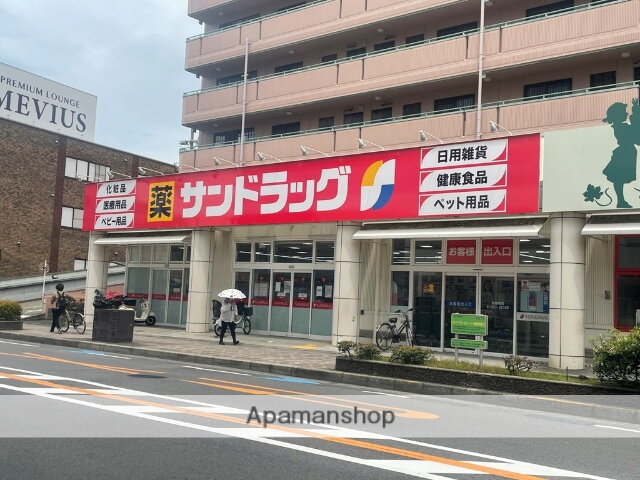 PREMIUM LOUNGE
MEVIUS
化粧品
医療用品
ベビー用品
薬
サンドラッグ
日用雑貨
健康食品
ペット用品
お客様
出入口
Apamanshop